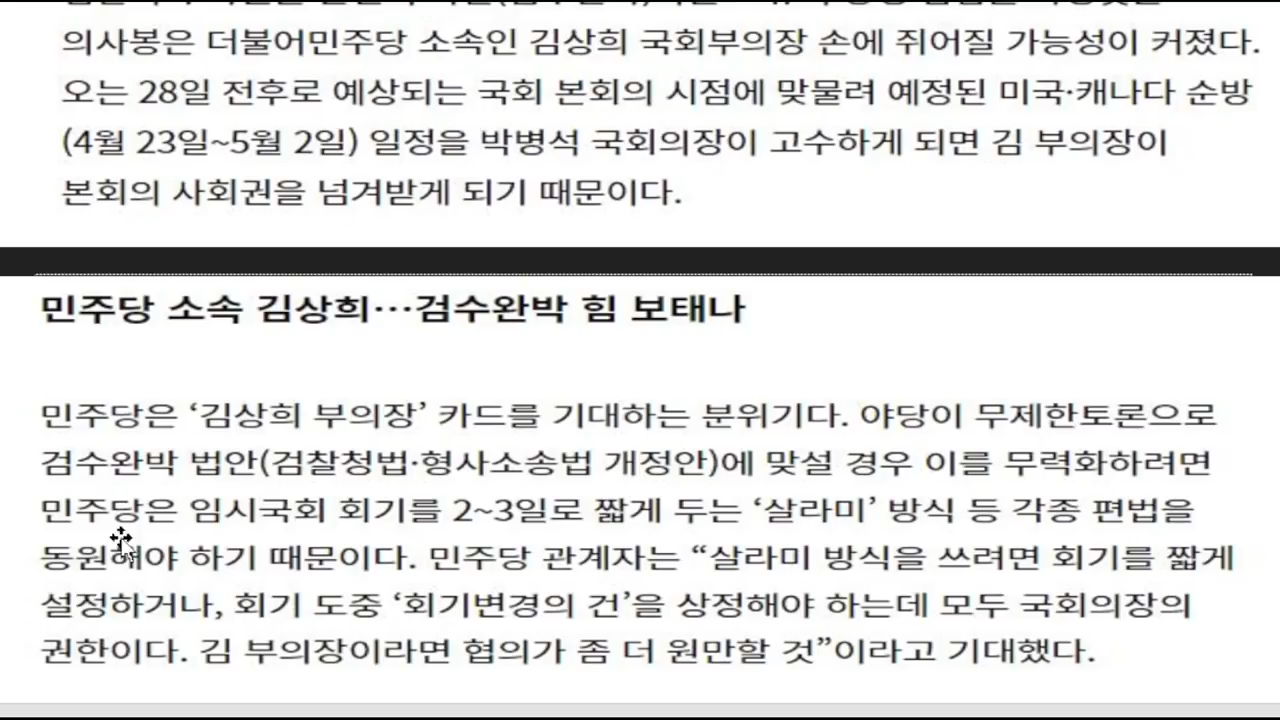 의사봉은 더불어민주당 소속인 김상희 국회부의장 손에 쥐어질 가능성이 커졌다.
오는 28일 전후로 예상되는 국회 본회의 시점에 맞물려 예정된 미국·캐나다 순방
(4월 23일~5월 2일) 일정을 박병석 국회의장이 고수하게 되면 김 부의장이
본회의 사회권을 넘겨받게 되기 때문이다.
민주당 소속 김상희…검수완박 힘 보태나
민주당은 ‘김상희 부의장’ 카드를 기대하는 분위기다. 야당이 무제한토론으로
검수완박 법안(검찰청법·형사소송법 개정안)에 맞설 경우 이를 무력화하려면
민주당은 임시국회 회기를 2~3일로 짧게 두는 ‘살라미’ 방식 등 각종 편법을
동원해야 하기 때문이다. 민주당 관계자는 “살라미 방식을 쓰려면 회기를 짧게
설정하거나, 회기 도중 ‘회기변경의 건’을 상정해야 하는데 모두 국회의장의
권한이다. 김 부의장이라면 협의가 좀 더 원만할 것”이라고 기대했다.